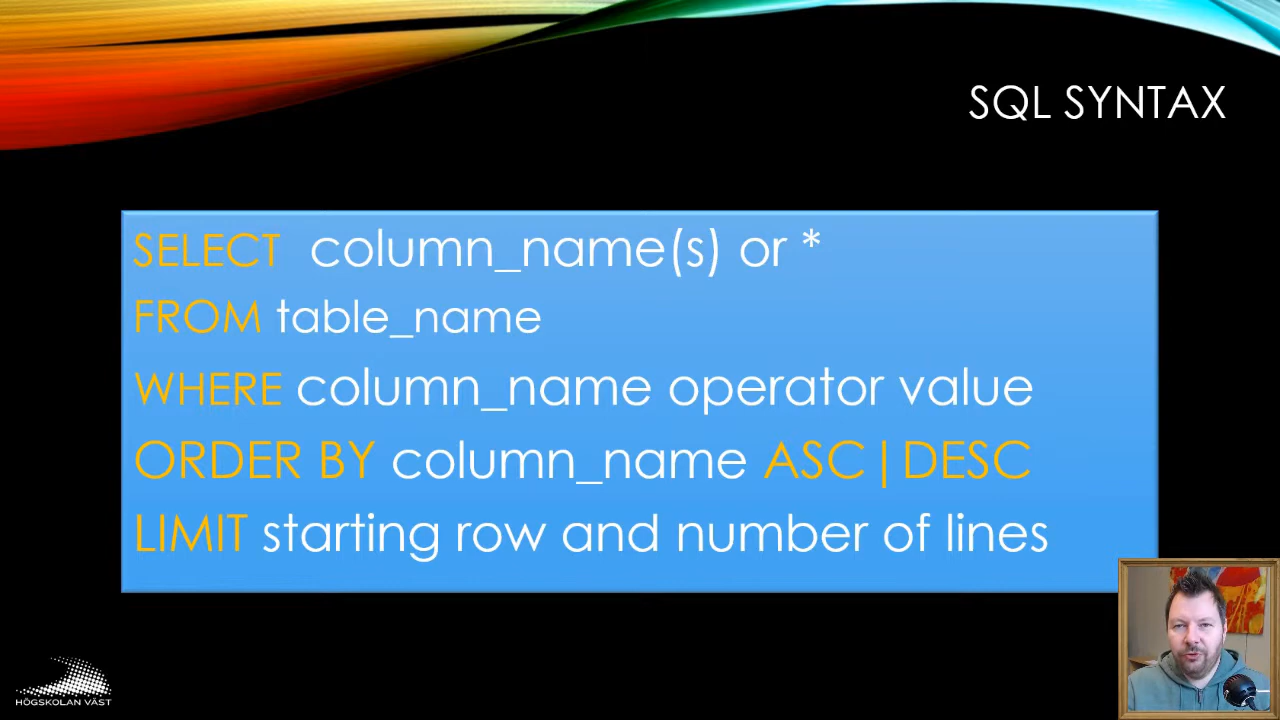 SQL SYNTAX
SELECT column_name(s) or *
FROM table_name
WHERE column_name operator value
ORDER BY column_name ASC|DESC
LIMIT starting row and number of lines
HÖGSKOLAN VÄST